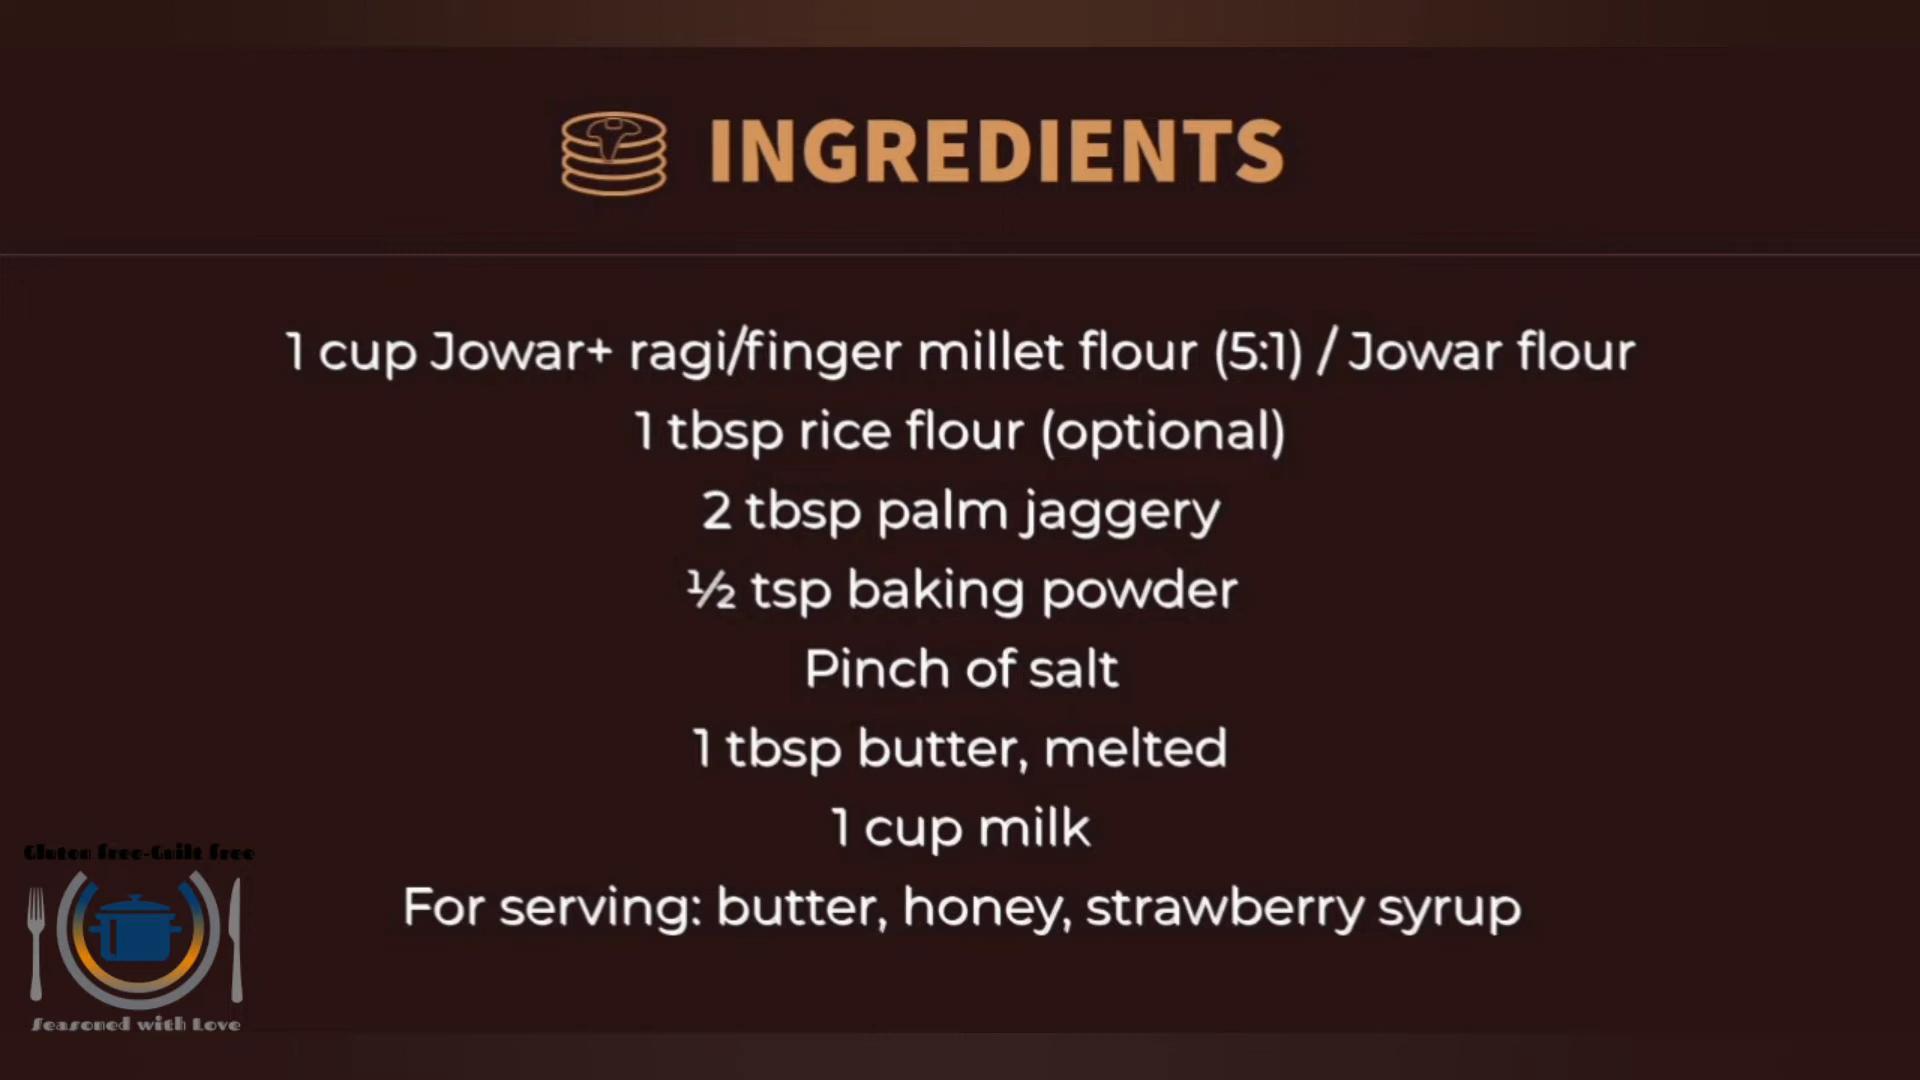 INGREDIENTS
1 cup Jowar+ ragi/finger millet flour (5:1) / Jowar flour
1 tbsp rice flour (optional)
2 tbsp palm jaggery
½ tsp baking powder
Pinch of salt
1 tbsp butter, melted
1 cup milk
For serving: butter, honey, strawberry syrup
Gluten Free-Guilt Free
Seasoned with Love